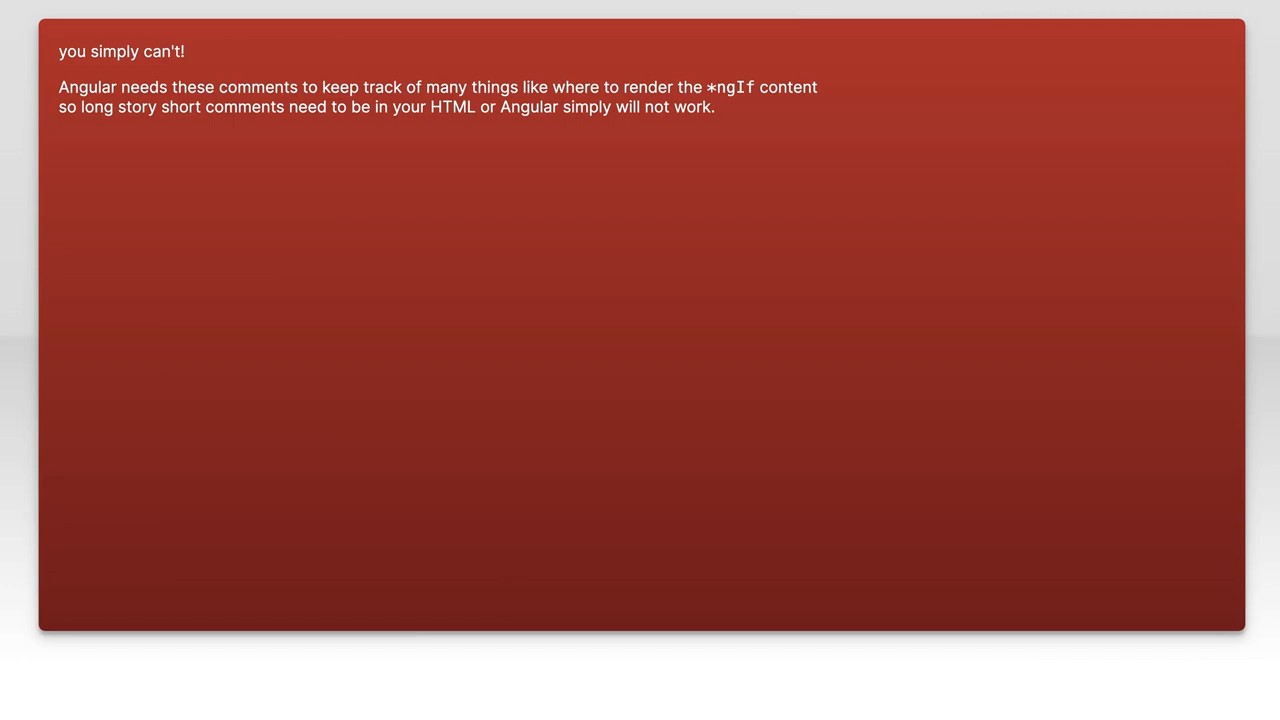 you simply can't!
Angular needs these comments to keep track of many things like where to render the *ngIf content
so long story short comments need to be in your HTML or Angular simply will not work.